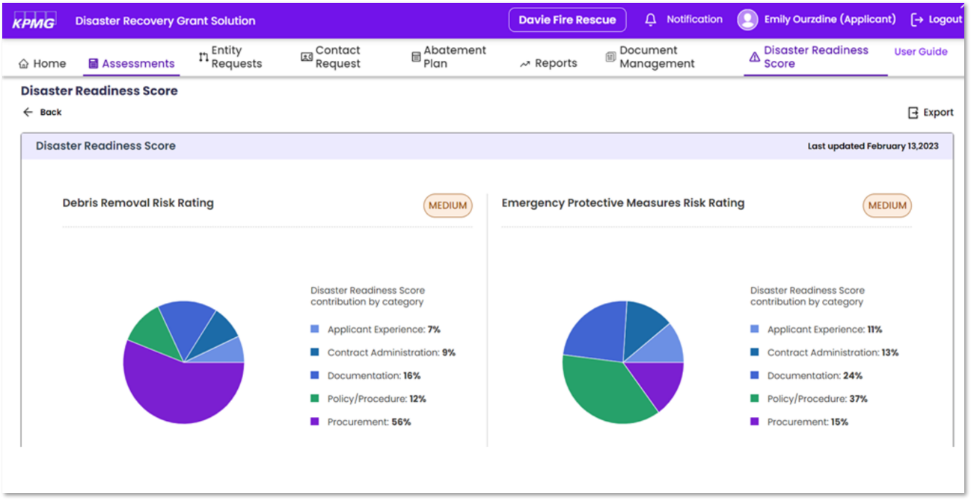 KPMG Disaster Recovery Grant Solution Davie Fire Rescue Notification Emily Ourzdine (Applicant) Logout
Home Assessments Entity Requests Contact Request Abatement Plan Reports Document Management Disaster Readiness Score User Guide
Disaster Readiness Score
Back Export
Disaster Readiness Score Last updated February 13,2023
Debris Removal Risk Rating MEDIUM
Disaster Readiness Score
contribution by category
Applicant Experience: 7%
Contract Administration: 9%
Documentation: 16%
Policy/Procedure: 12%
Procurement: 56%
Emergency Protective Measures Risk Rating MEDIUM
Disaster Readiness Score
contribution by category
Applicant Experience: 11%
Contract Administration: 13%
Documentation: 24%
Policy/Procedure: 37%
Procurement: 15%